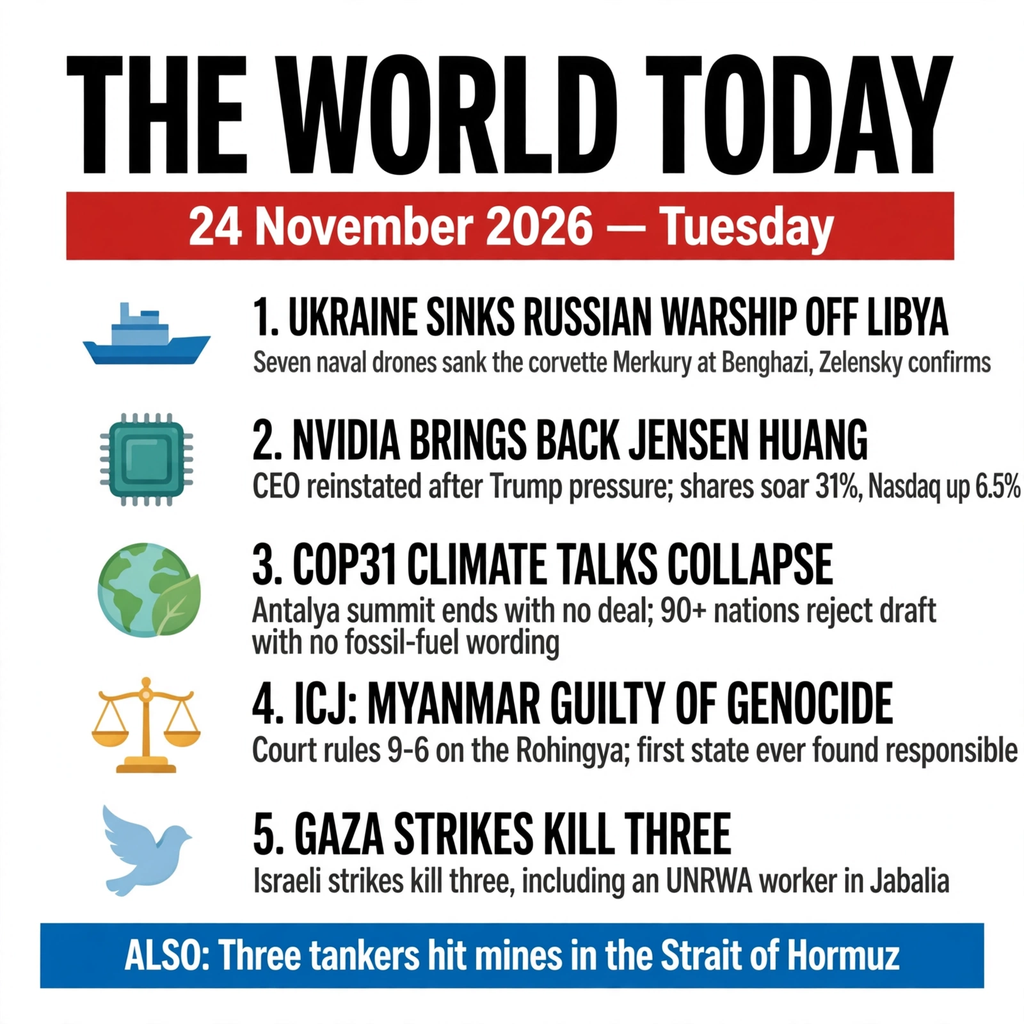 THE WORLD TODAY
24 November 2026 — Tuesday
1. UKRAINE SINKS RUSSIAN WARSHIP OFF LIBYA
Seven naval drones sank the corvette Merkury at Benghazi, Zelensky confirms
2. NVIDIA BRINGS BACK JENSEN HUANG
CEO reinstated after Trump pressure; shares soar 31%, Nasdaq up 6.5%
3. COP31 CLIMATE TALKS COLLAPSE
Antalya summit ends with no deal; 90+ nations reject draft
with no fossil-fuel wording
4. ICJ: MYANMAR GUILTY OF GENOCIDE
Court rules 9-6 on the Rohingya; first state ever found responsible
5. GAZA STRIKES KILL THREE
Israeli strikes kill three, including an UNRWA worker in Jabalia
ALSO: Three tankers hit mines in the Strait of Hormuz